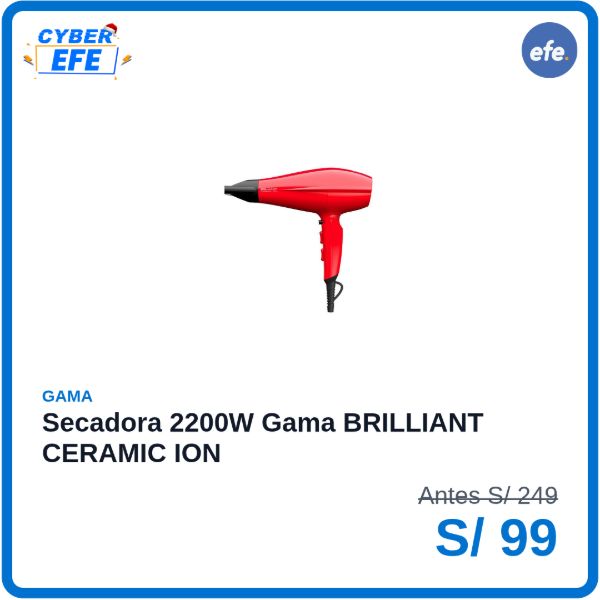 CYBER
EFE
efe.
GAMA
Secadora 2200W Gama BRILLIANT
CERAMIC ION
Antes S/ 249
S/ 99